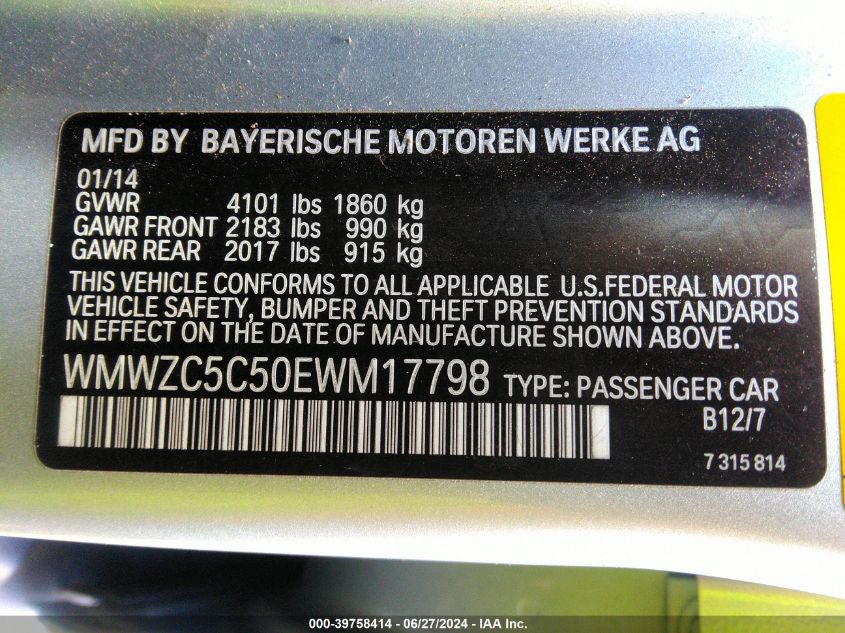 MFD BY BAYERISCHE MOTOREN WERKE AG
01/14
GVWR 4101 lbs 1860 kg
GAWR FRONT 2183 lbs 990 kg
GAWR REAR 2017 lbs 915 kg
THIS VEHICLE CONFORMS TO ALL APPLICABLE U.S.FEDERAL MOTOR
VEHICLE SAFETY, BUMPER AND THEFT PREVENTION STANDARDS
IN EFFECT ON THE DATE OF MANUFACTURE SHOWN ABOVE.
WMWZC5C50EWM17798 TYPE: PASSENGER CAR
B12/7
7 315 814
000-39758414 - 06/27/2024 - IAA Inc.